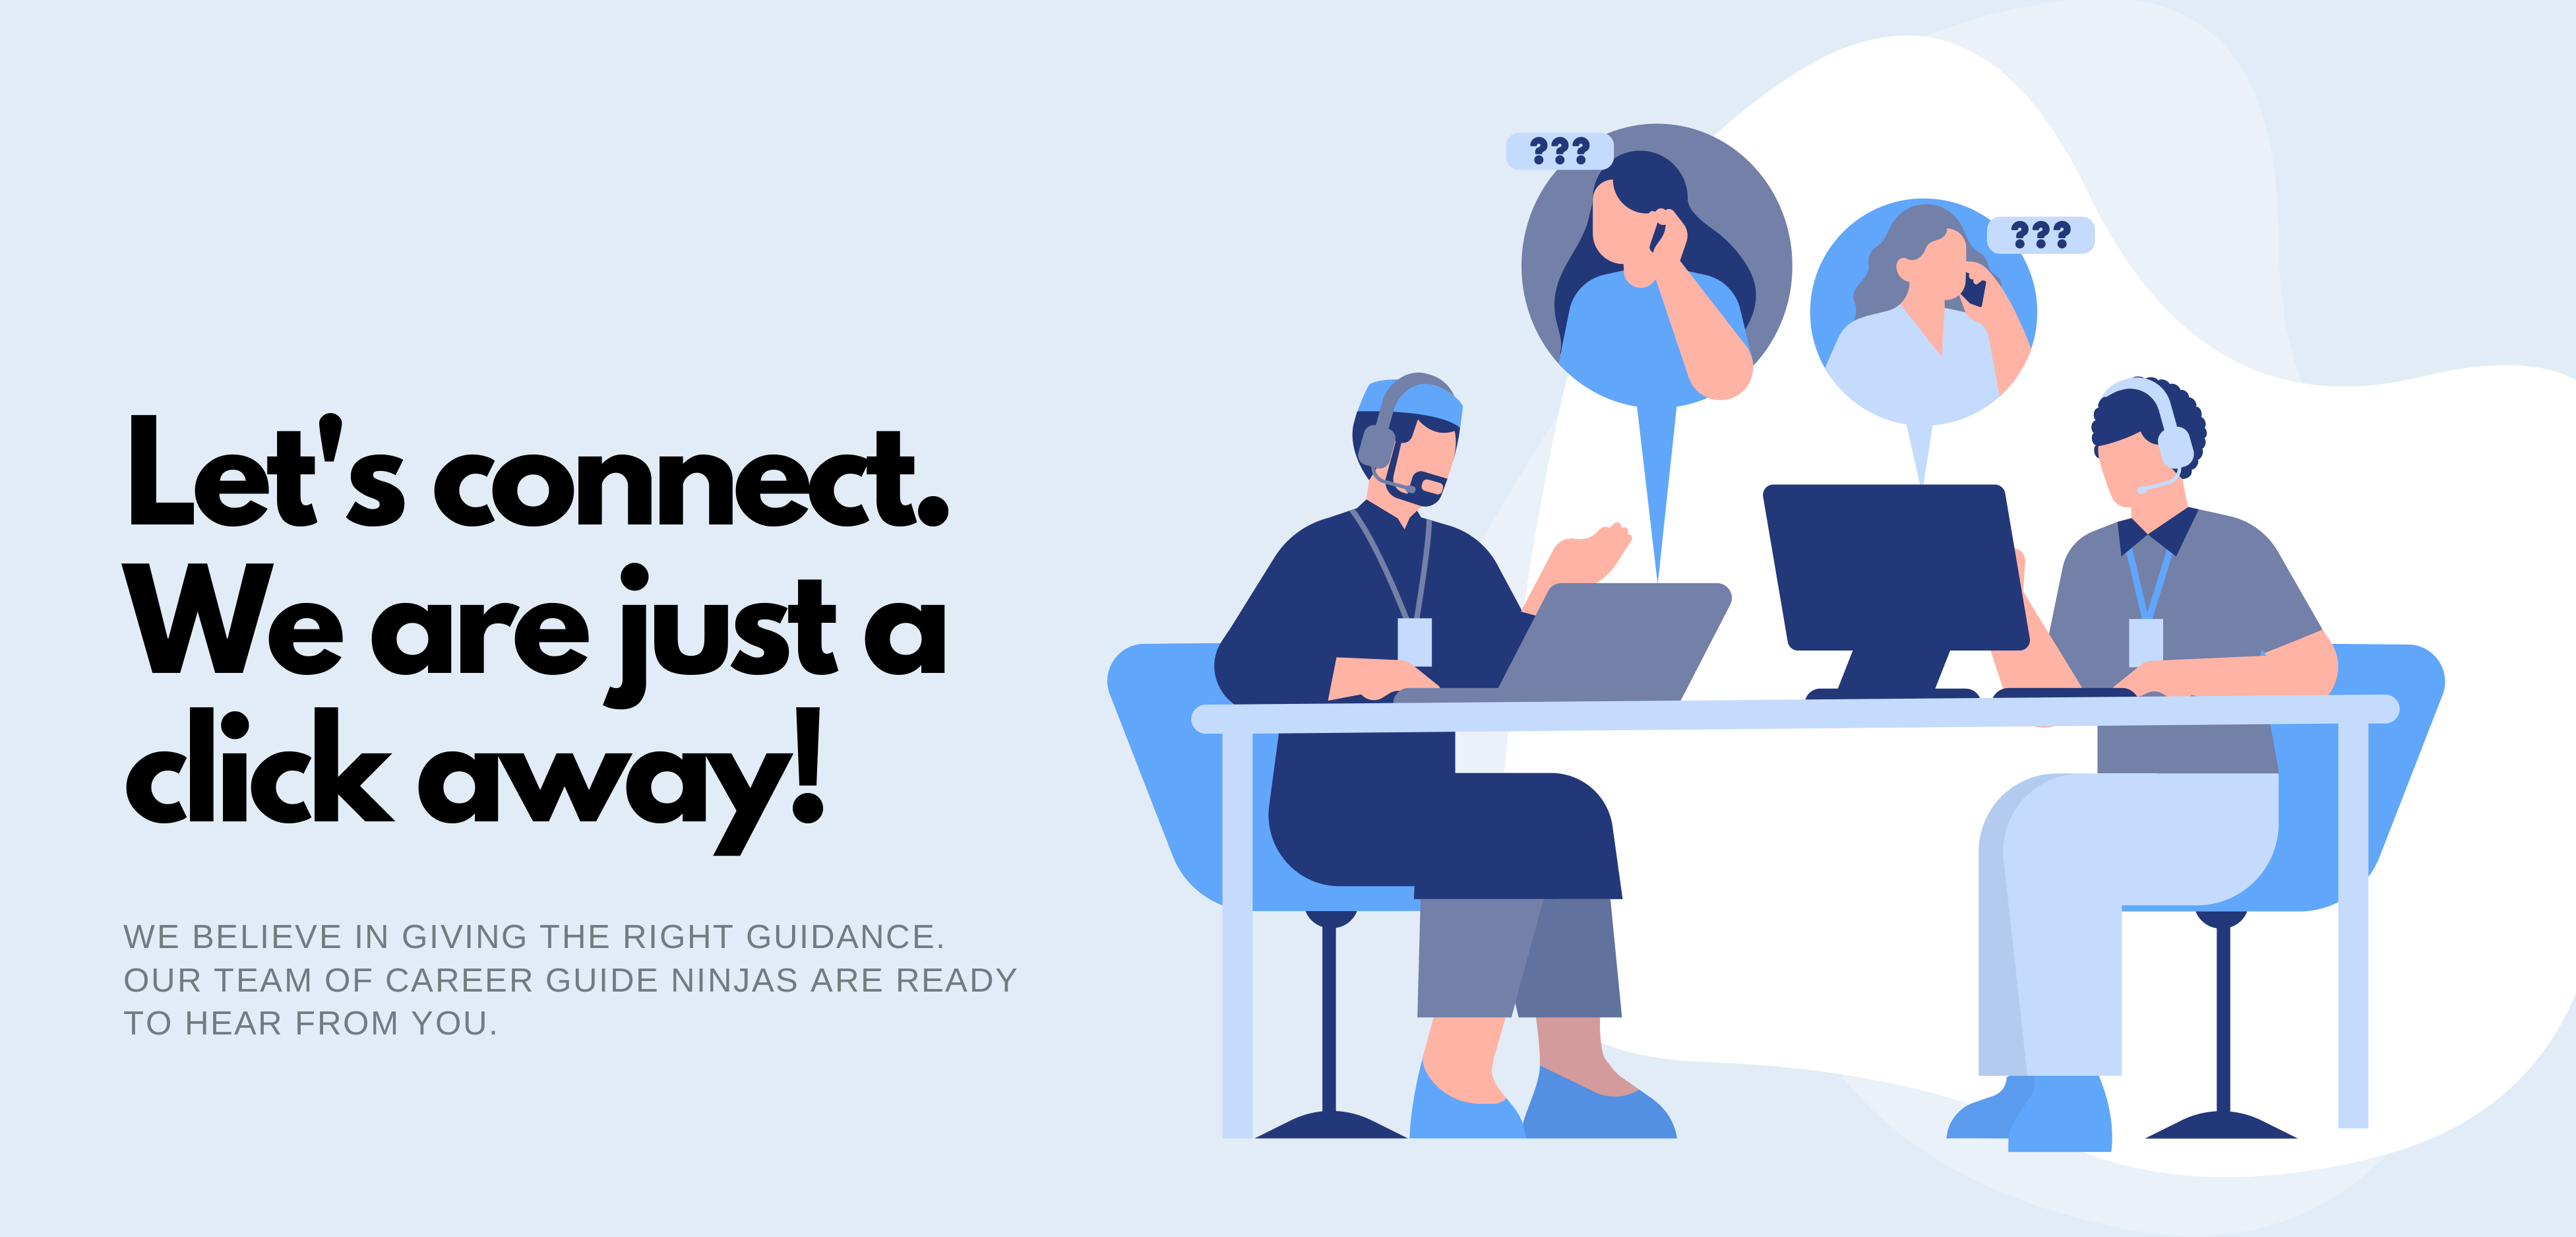 Let's connect.
We are just a
click away!
WE BELIEVE IN GIVING THE RIGHT GUIDANCE.
OUR TEAM OF CAREER GUIDE NINJAS ARE READY
TO HEAR FROM YOU.
???
???